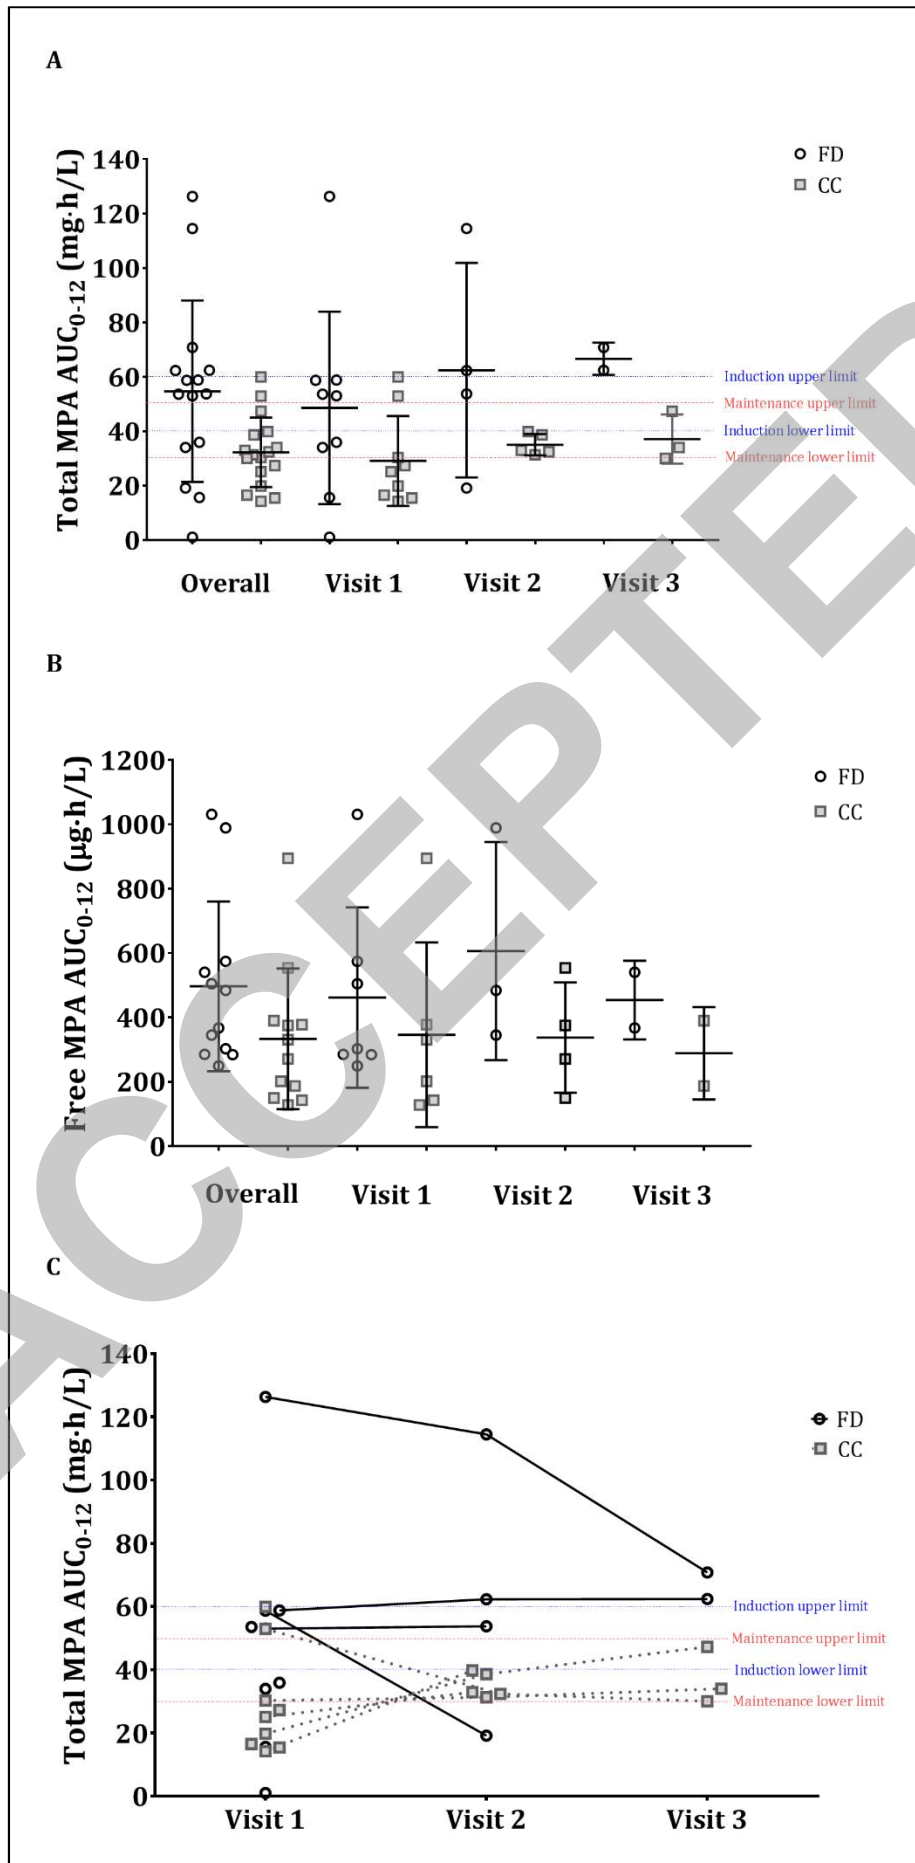 A
Total MPA AUC0-12 (mg·h/L)
140
120
100
80
60
40
20
0
FD
CC
Induction upper limit
Maintenance upper limit
Induction lower limit
Maintenance lower limit
Overall Visit 1 Visit 2 Visit 3
B
Free MPA AUC0-12 (µg·h/L)
1200
1000
800
600
400
200
0
FD
CC
Overall Visit 1 Visit 2 Visit 3
C
Total MPA AUC0-12 (mg·h/L)
140
120
100
80
60
40
20
0
FD
CC
Induction upper limit
Maintenance upper limit
Induction lower limit
Maintenance lower limit
Visit 1 Visit 2 Visit 3
ACCEPTED